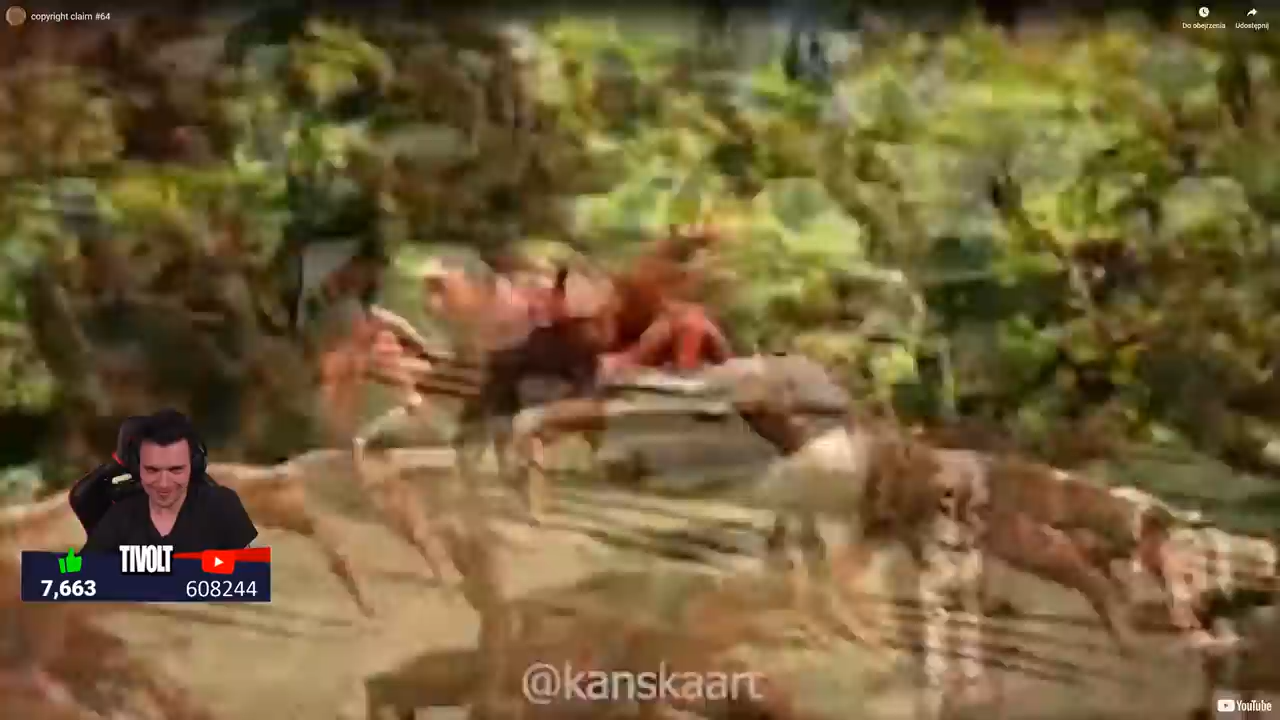 copyright claim #64
Do obejrzenia
Udostępnij
TIVOLT
7,663
608244
@kanskaart
YouTube